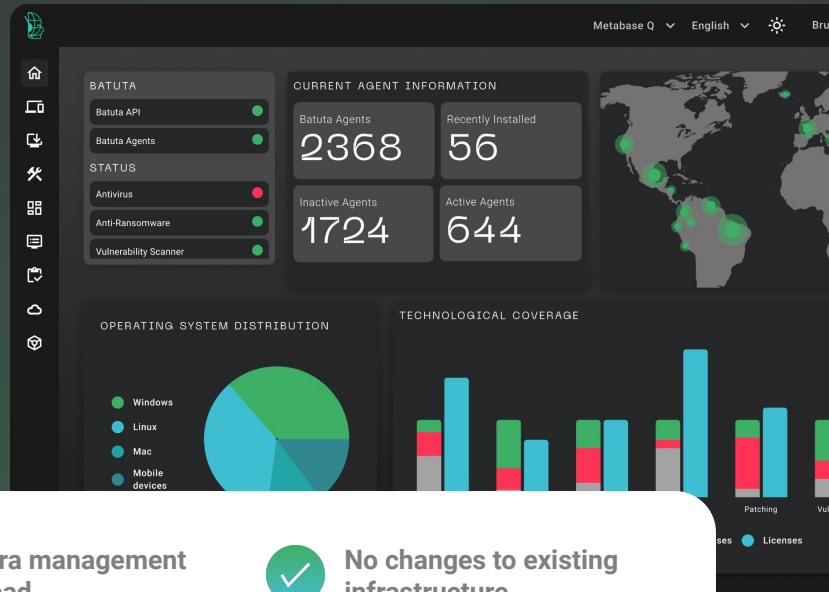 Metabase Q
English
BATUTA
Batuta API
Batuta Agents
STATUS
Antivirus
Anti-Ransomware
Vulnerability Scanner
CURRENT AGENT INFORMATION
Batuta Agents
2368
Recently Installed
56
Inactive Agents
1724
Active Agents
644
OPERATING SYSTEM DISTRIBUTION
Windows
Linux
Mac
Mobile
devices
TECHNOLOGICAL COVERAGE
Patching
Licenses
management
No changes to existing
infrastructure